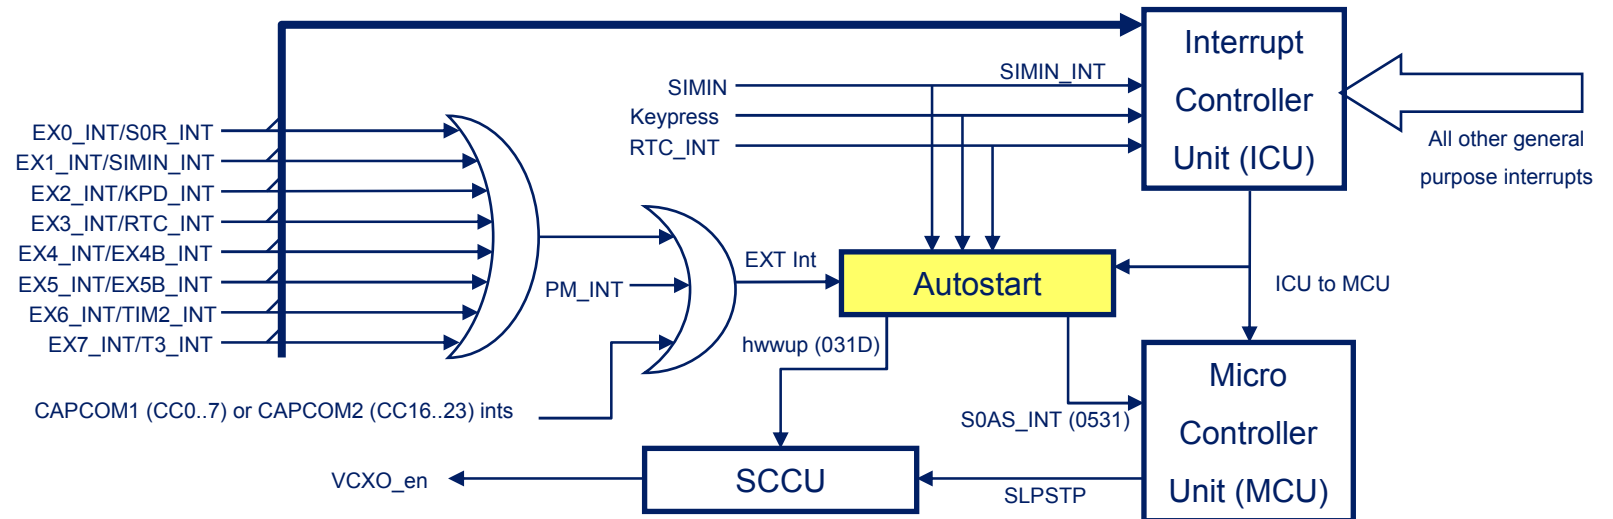 Interrupt
Controller
Unit (ICU)
SIMIN_INT
SIMIN
Keypress
RTC_INT
All other general
purpose interrupts
EX0_INT/S0R_INT
EX1_INT/SIMIN_INT
EX2_INT/KPD_INT
EX3_INT/RTC_INT
EX4_INT/EX4B_INT
EX5_INT/EX5B_INT
EX6_INT/TIM2_INT
EX7_INT/T3_INT
PM_INT
EXT Int
Autostart
ICU to MCU
hwwup (031D)
CAPCOM1 (CC0..7) or CAPCOM2 (CC16..23) ints
S0AS_INT (0531)
Micro
Controller
Unit (MCU)
VCXO_en
SCCU
SLPSTP